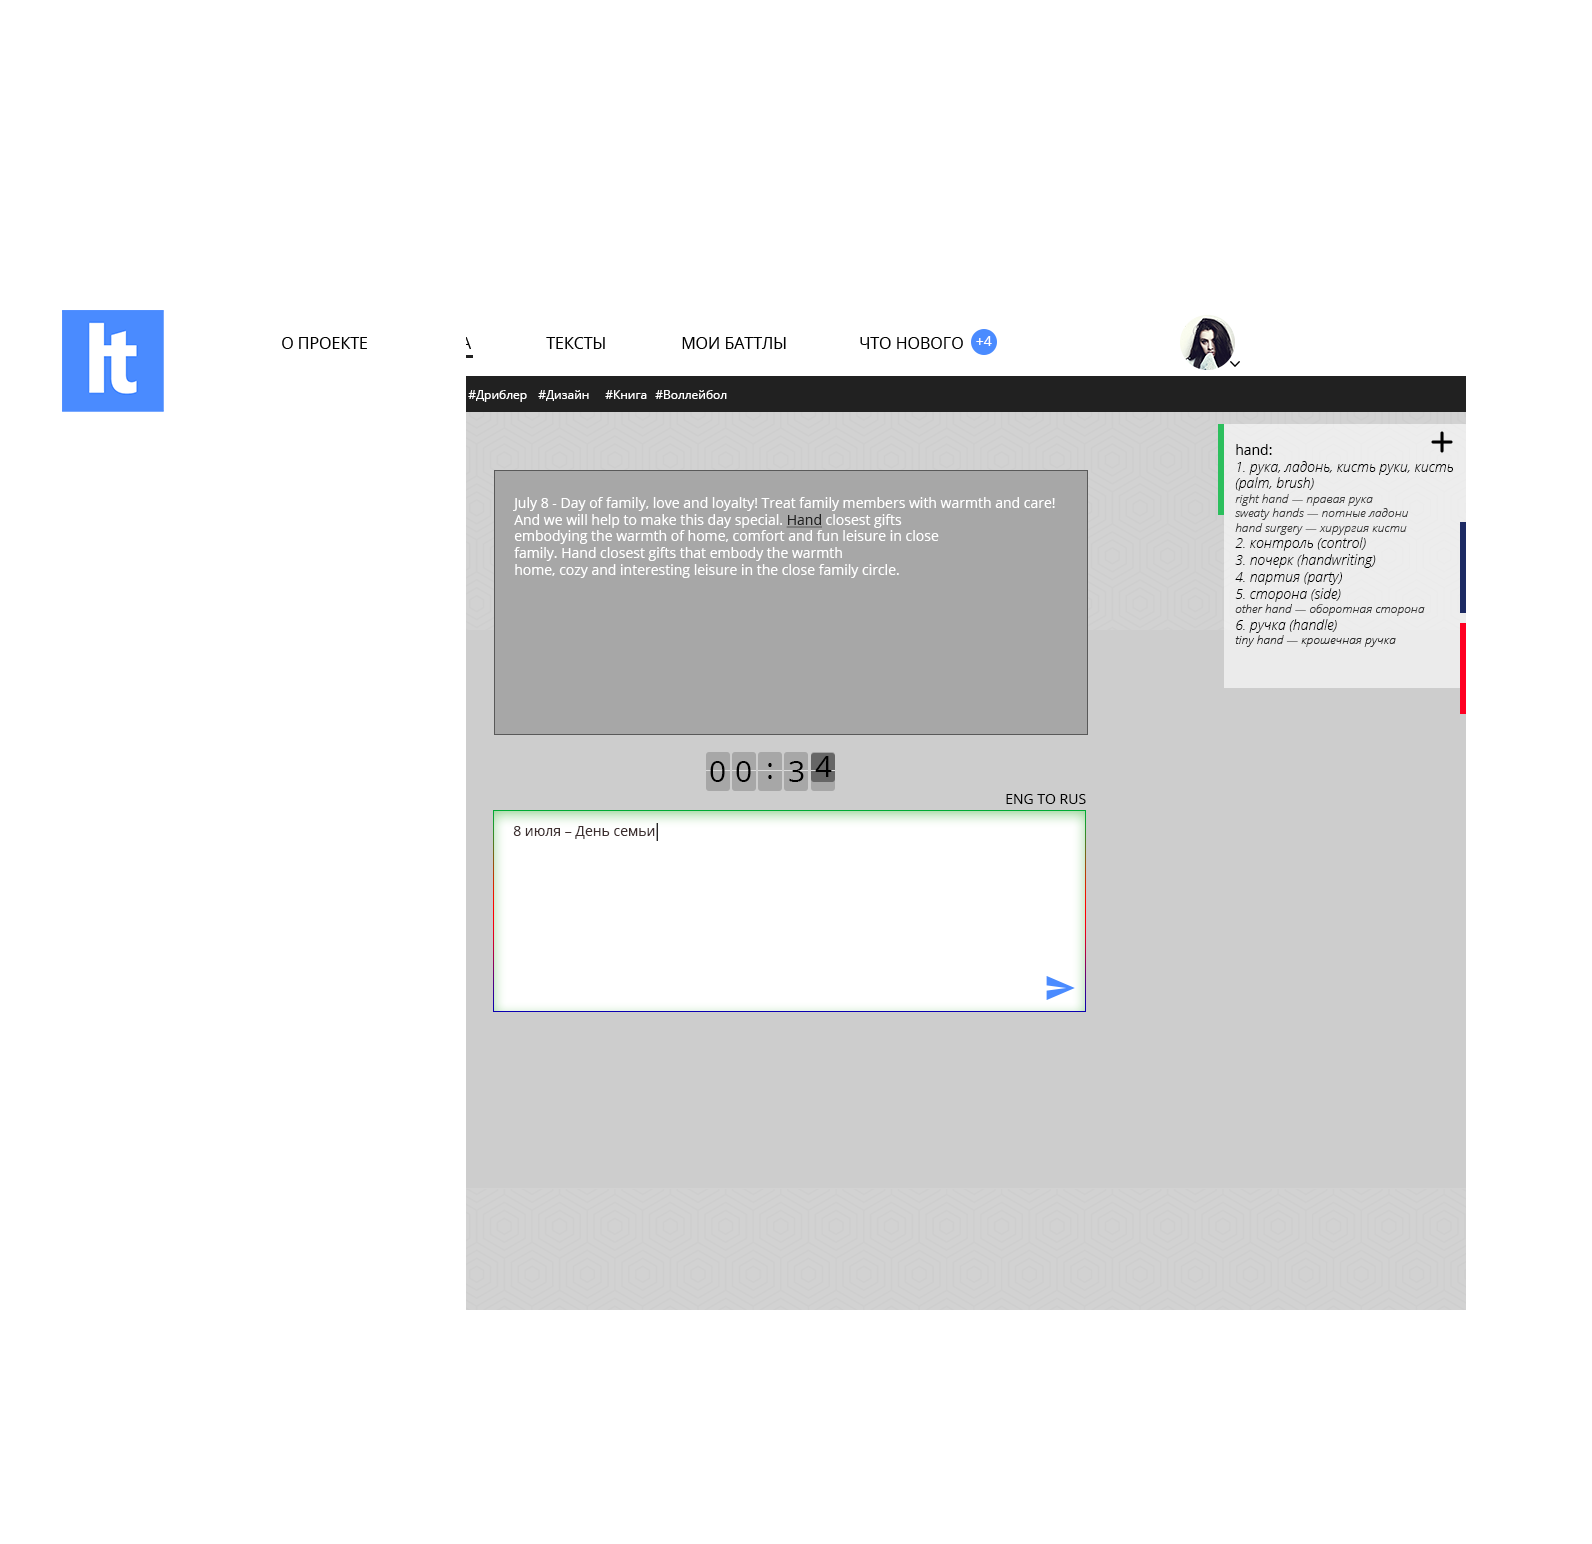 lt
О ПРОЕКТЕ
ТЕКСТЫ
МОИ БАТТЛЫ
ЧТО НОВОГО +4
#Дриблер #Дизайн #Книга #Воллейбол
hand:
1. рука, ладонь, кисть руки, кисть
(palm, brush)
right hand — правая рука
sweaty hands — потные ладони
hand surgery — хирургия кисти
2. контроль (control)
3. почерк (handwriting)
4. партия (party)
5. сторона (side)
other hand — оборотная сторона
6. ручка (handle)
tiny hand — крошечная ручка
July 8 - Day of family, love and loyalty! Treat family members with warmth and care!
And we will help to make this day special. Hand closest gifts
embodying the warmth of home, comfort and fun leisure in close
family. Hand closest gifts that embody the warmth
home, cozy and interesting leisure in the close family circle.
00:34
ENG TO RUS
8 июля – День семьи